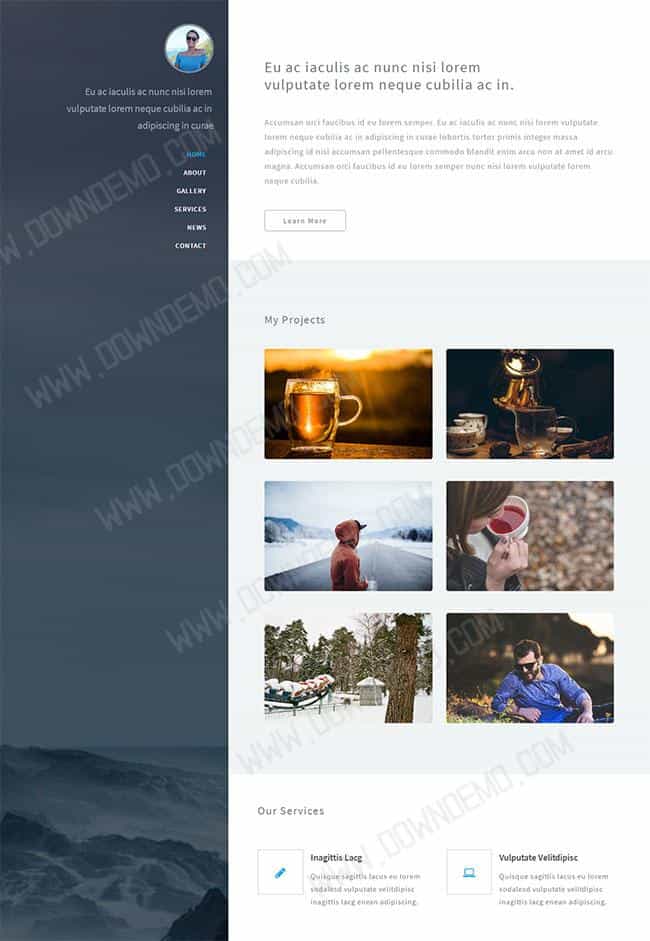 Eu ac iaculis ac nunc nisi lorem
vulputate lorem neque cubilia ac in
adipiscing in curae
HOME
ABOUT
GALLERY
SERVICES
NEWS
CONTACT
Eu ac iaculis ac nunc nisi lorem
vulputate lorem neque cubilia ac in.
Accumsan orci faucibus id eu lorem semper. Eu ac iaculis ac nunc nisi lorem vulputate
lorem neque cubilia ac in adipiscing in curae lobortis tortor primis integer massa
adipiscing id nisi accumsan pellentesque commodo blandit enim arcu non at amet id arcu
magna. Accumsan orci faucibus id eu lorem semper nunc nisi lorem vulputate lorem
neque cubilia.
Learn More
My Projects
Our Services
Inagittis Lacg
Quisque sagittis lacus eu lorem
sodalesd vulputate velitdipisc
inagittis lacg enean adipiscing.
Vulputate Velitdipisc
Quisque sagittis lacus eu lorem
sodalesd vulputate velitdipisc
inagittis lacg enean adipiscing.
WWW.DOWNDEMO.COM
WWW.DOWNDEMO.COM
WWW.DOWNDEMO.COM
WWW.DOWNDEMO.COM
WWW.DOWNDEMO.COM
WWW.DOWNDEMO.COM